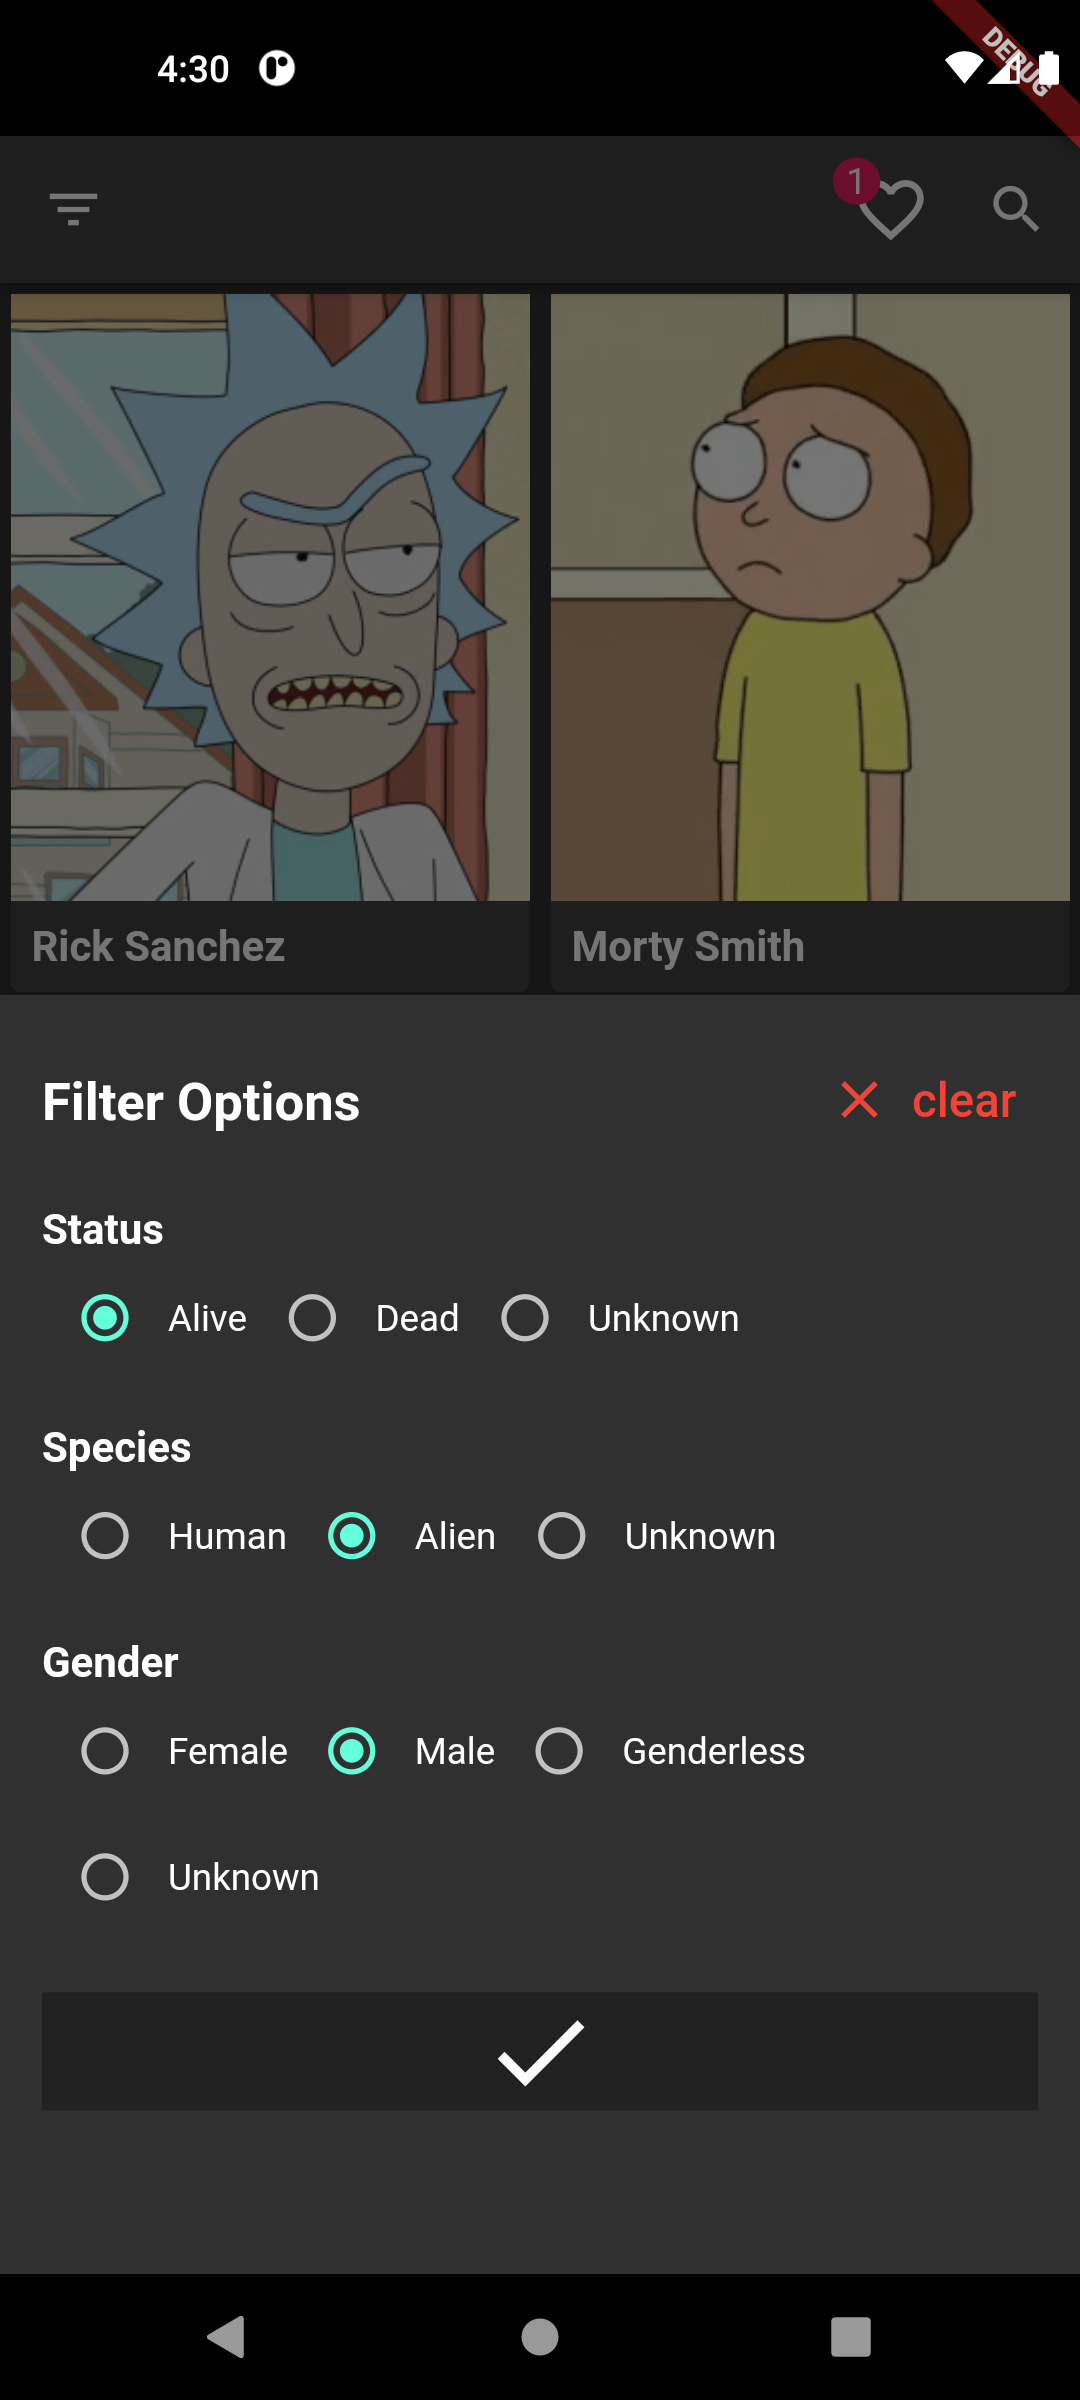 4:30
DEBUG
1
Rick Sanchez
Morty Smith
Filter Options
clear
Status
Alive Dead Unknown
Species
Human Alien Unknown
Gender
Female Male Genderless
Unknown